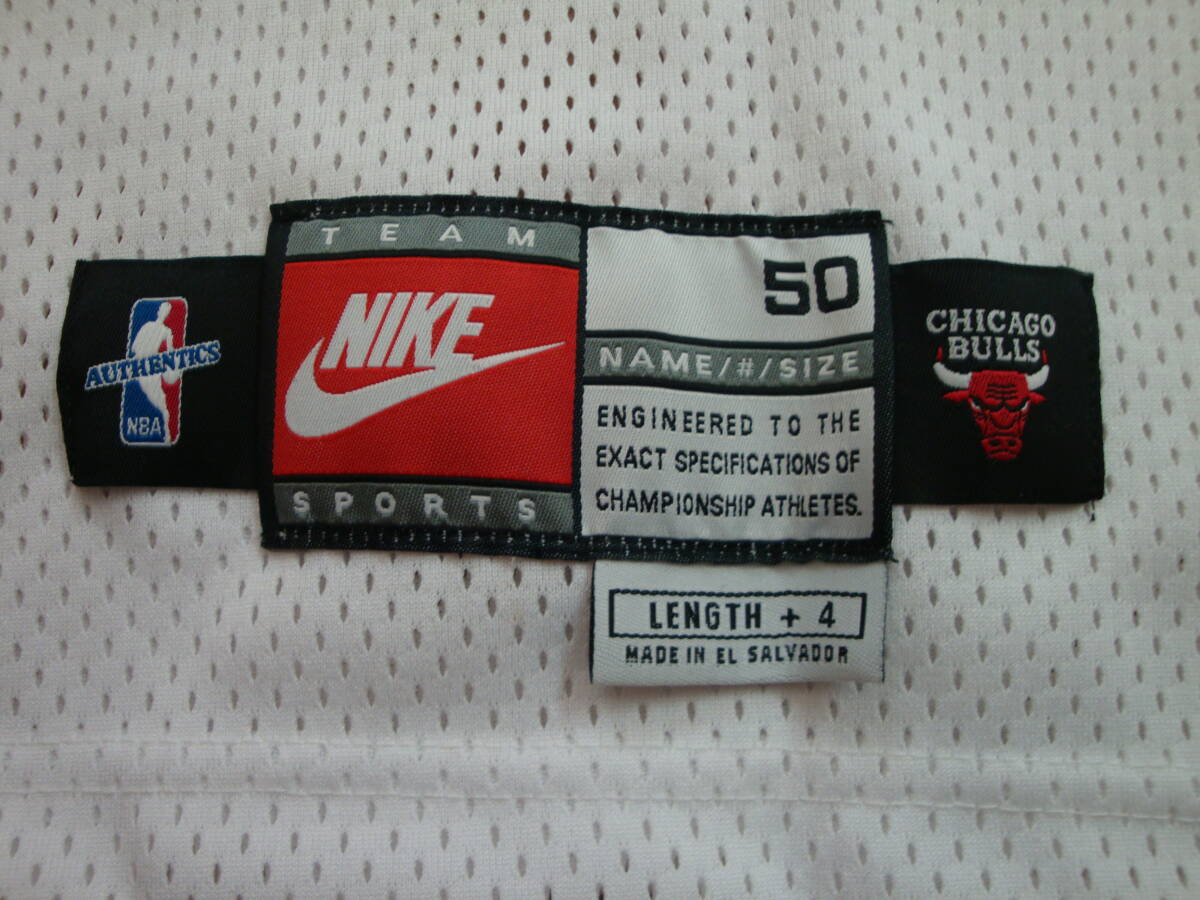 TEAM
NIKE
SPORTS
50
NAME/#/SIZE
ENGINEERED TO THE
EXACT SPECIFICATIONS OF
CHAMPIONSHIP ATHLETES.
LENGTH + 4
MADE IN EL SALVADOR
AUTHENTICS
NBA
CHICAGO
BULLS